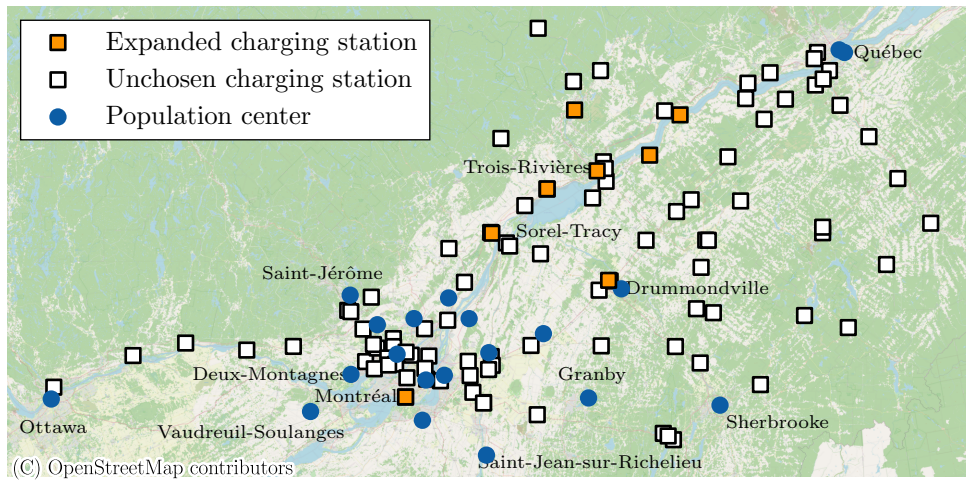 Expanded charging station
Unchosen charging station
Population center
Québec
Trois-Rivières
Sorel-Tracy
Saint-Jérôme
Drummondville
Deux-Montagnes
Granby
Montréal
Sherbrooke
Ottawa
Vaudreuil-Soulanges
Saint-Jean-sur-Richelieu
(C) OpenStreetMap contributors